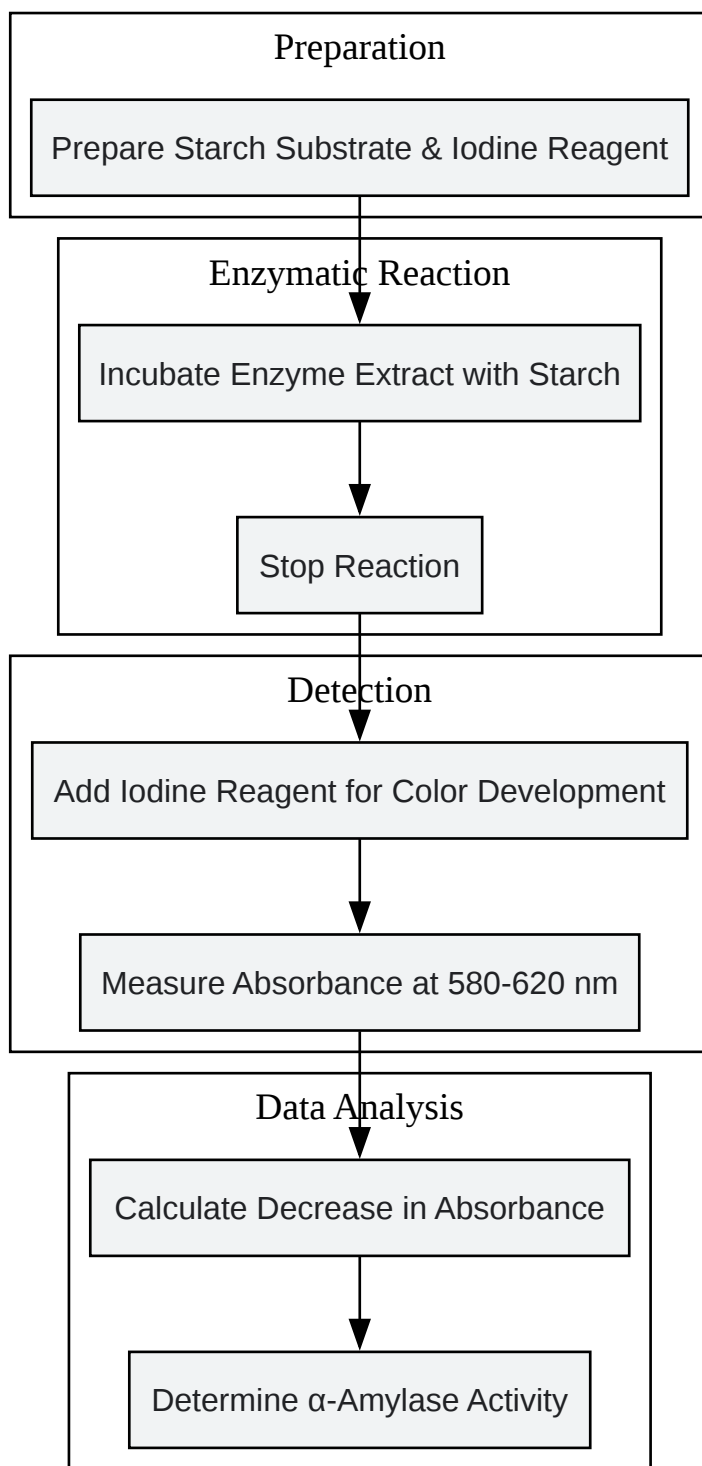 Preparation
Prepare Starch Substrate & Iodine Reagent
Enzymatic Reaction
Incubate Enzyme Extract with Starch
Stop Reaction
Detection
Add Iodine Reagent for Color Development
Measure Absorbance at 580-620 nm
Data Analysis
Calculate Decrease in Absorbance
Determine α-Amylase Activity